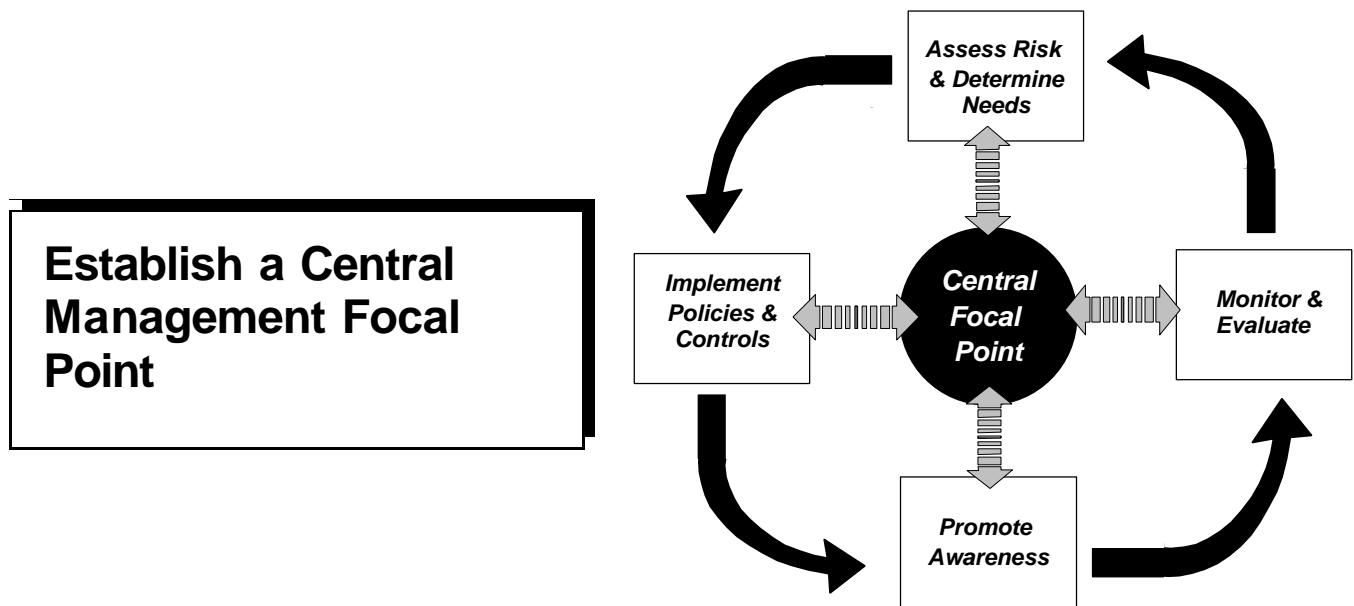 Establish a Central
Management Focal
Point
Assess Risk
& Determine
Needs
Implement
Policies &
Controls
Central
Focal
Point
Monitor &
Evaluate
Promote
Awareness